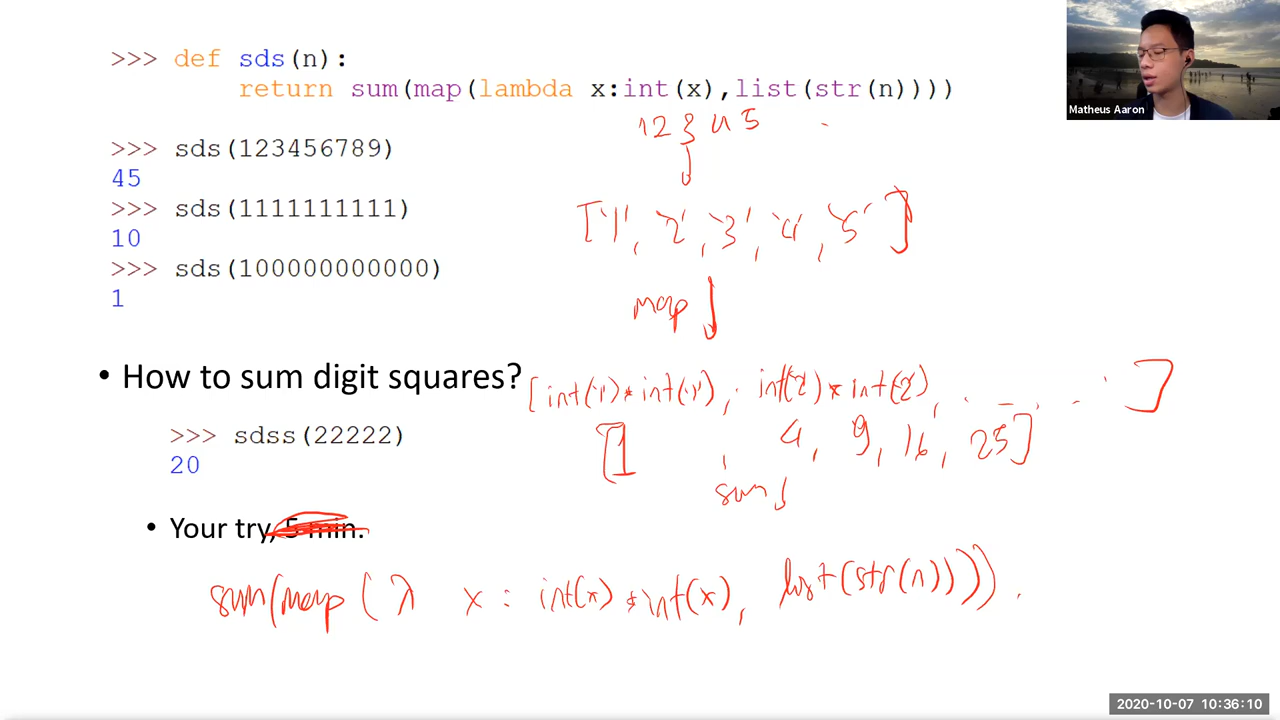 >>> def sds(n):
return sum(map(lambda x:int(x),list(str(n))))
12345
>>> sds(123456789)
45
>>> sds(1111111111)
['1', '2', '3', '4', '5']
10
>>> sds(100000000000)
1
map
• How to sum digit squares?
[int('1')*int('1'), int('2')*int('2'), . _ . . ]
>>> sdss(22222)
[1, 4, 9, 16, 25]
20
sum
• Your try, 5 min.
sum(map(λ x: int(x)*int(x), list(str(n)))).
Matheus Aaron
2020-10-07 10:36:10